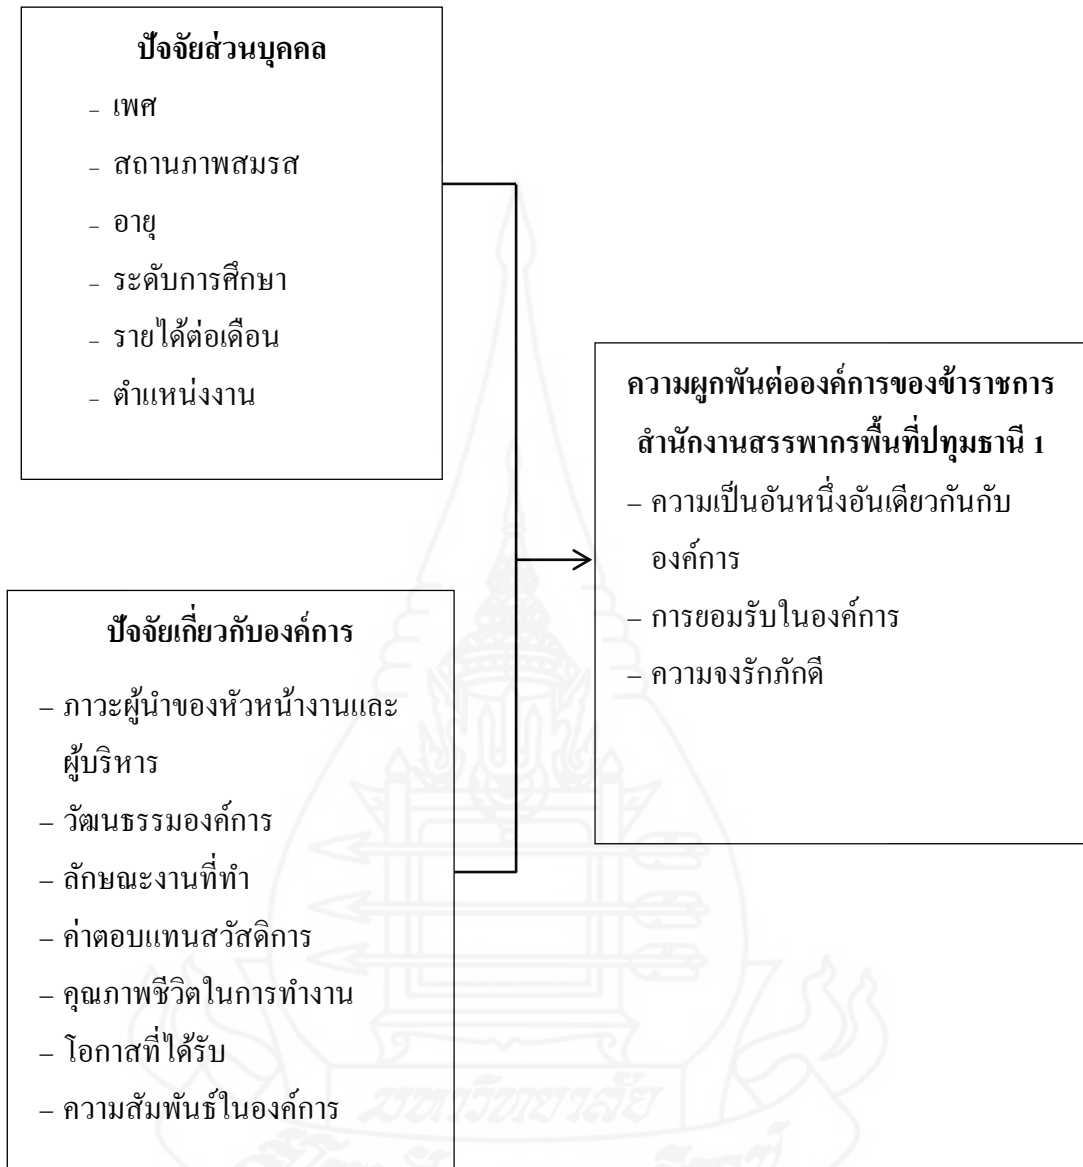 ปัจจัยส่วนบุคคล
- เพศ
- สถานภาพสมรส
- อายุ
- ระดับการศึกษา
- รายได้ต่อเดือน
- ตำแหน่งงาน
ความผูกพันต่อองค์การของข้าราชการ
สำนักงานสรรพากรพื้นที่ปทุมธานี 1
– ความเป็นอันหนึ่งอันเดียวกันกับ
องค์การ
– การยอมรับในองค์การ
– ความจงรักภักดี
ปัจจัยเกี่ยวกับองค์การ
– ภาวะผู้นำของหัวหน้างานและ
ผู้บริหาร
– วัฒนธรรมองค์การ
– ลักษณะงานที่ทำ
– ค่าตอบแทนสวัสดิการ
– คุณภาพชีวิตในการทำงาน
– โอกาสที่ได้รับ
– ความสัมพันธ์ในองค์การ
มหาวิทยาลัย